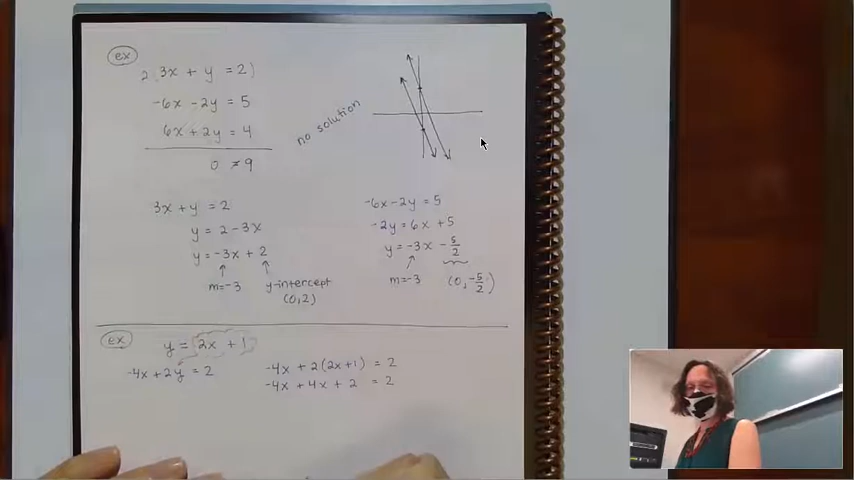 ex
2(3x + y = 2)
-6x - 2y = 5
6x + 2y = 4
0 ≠ 9
no solution
3x + y = 2
y = 2 - 3x
y = -3x + 2
m=-3
y-intercept
(0,2)
-6x - 2y = 5
-2y = 6x + 5
y = -3x - 5/2
m=-3
(0, -5/2)
ex
y = 2x + 1
-4x + 2y = 2
-4x + 2(2x+1) = 2
-4x + 4x + 2 = 2